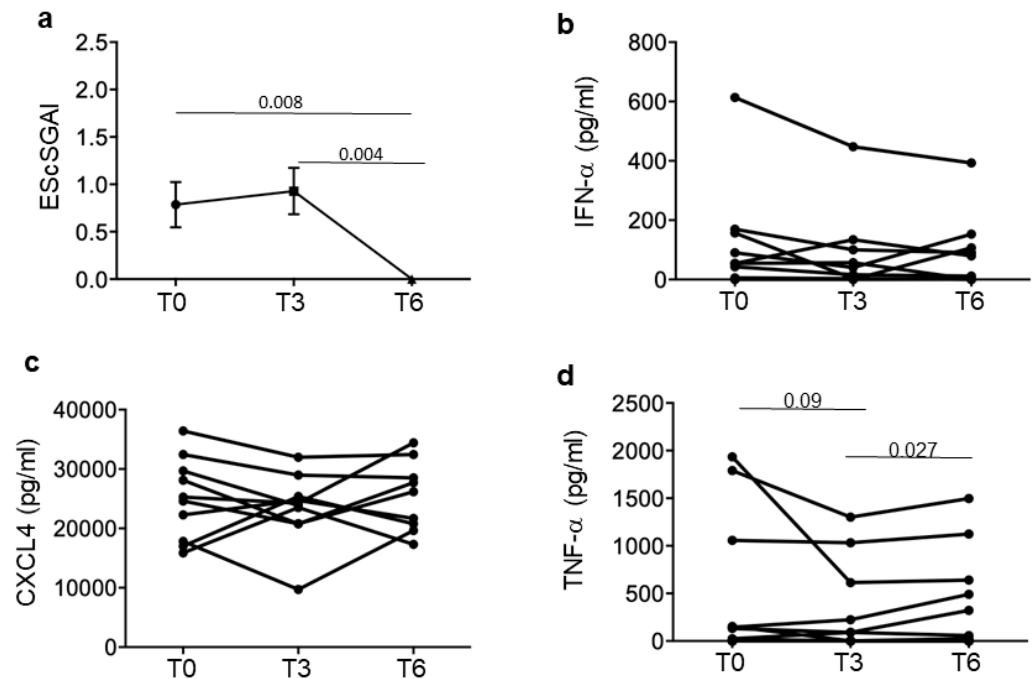 a
2.5
2.0
1.5
1.0
0.5
0.0
EScSGAI
0.008
0.004
T0 T3 T6
b
800
600
400
200
0
IFN-α (pg/ml)
T0 T3 T6
c
40000
30000
20000
10000
0
CXCL4 (pg/ml)
T0 T3 T6
d
2500
2000
1500
1000
500
0
TNF-α (pg/ml)
0.09
0.027
T0 T3 T6